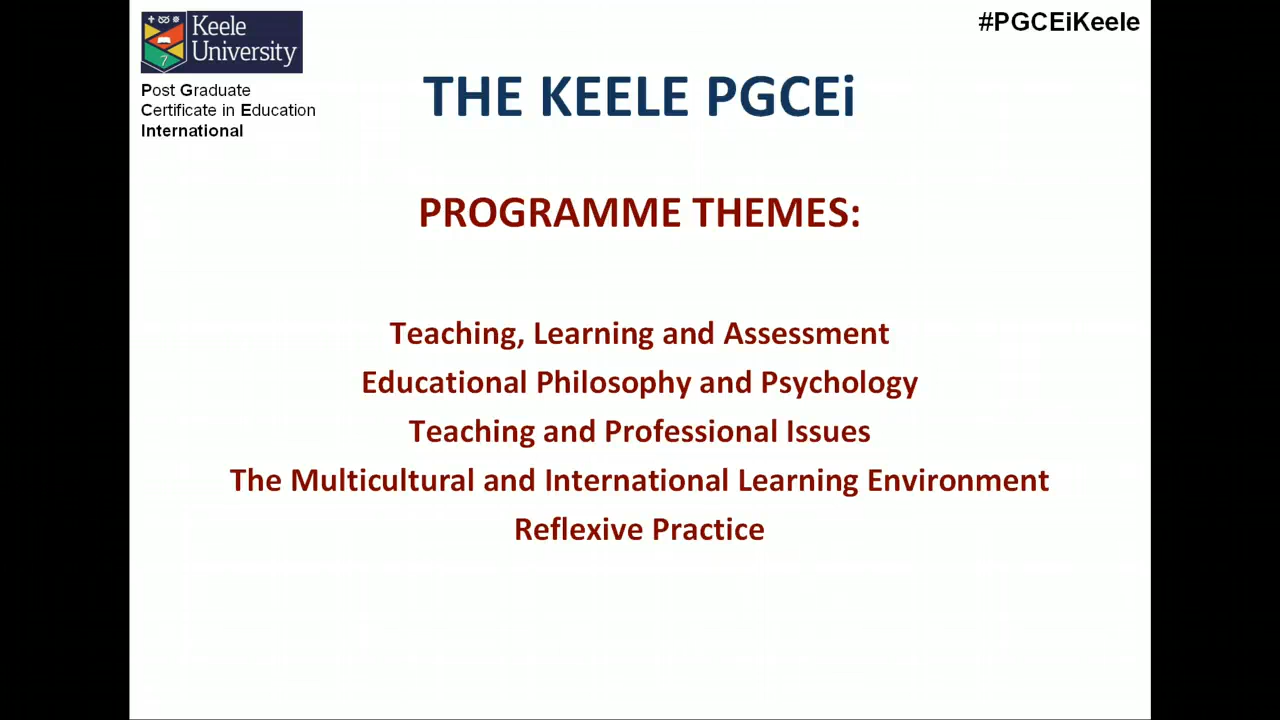 Keele
University
#PGCEiKeele
Post Graduate
Certificate in Education
International
THE KEELE PGCEi
PROGRAMME THEMES:
Teaching, Learning and Assessment
Educational Philosophy and Psychology
Teaching and Professional Issues
The Multicultural and International Learning Environment
Reflexive Practice